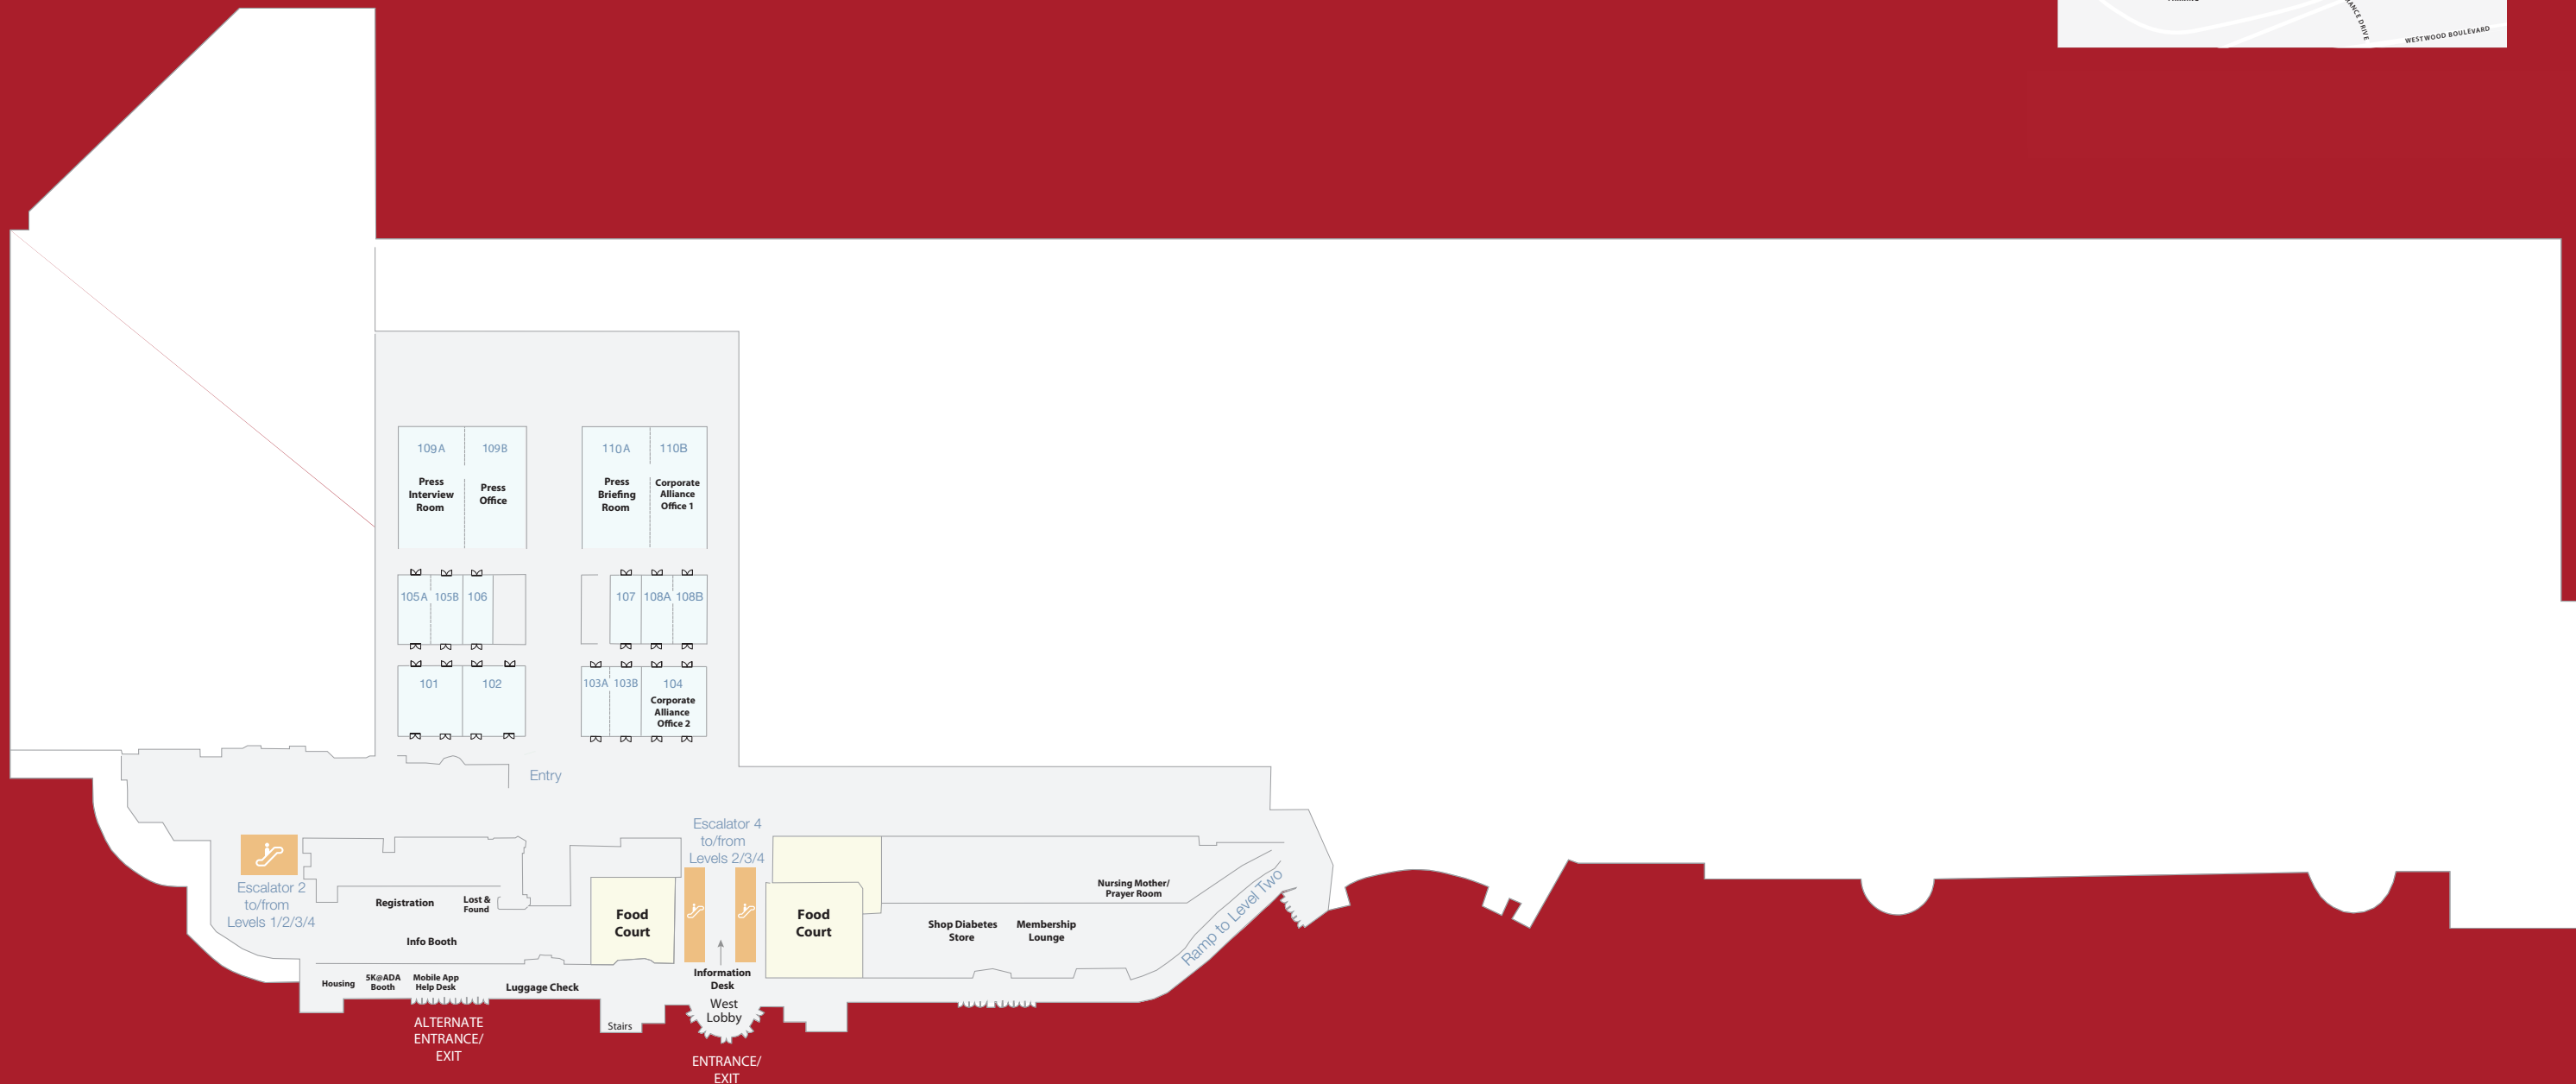 WESTWOOD BOULEVARD
109A
109B
110A
110B
Press
Interview
Room
Press
Office
Press
Briefing
Room
Corporate
Alliance
Office 1
105A
105B
106
107
108A
108B
101
102
103A
103B
104
Corporate
Alliance
Office 2
Entry
Escalator 4
to/from
Levels 2/3/4
Escalator 2
to/from
Levels 1/2/3/4
Registration
Lost &
Found
Info Booth
Food
Court
Food
Court
Nursing Mother/
Prayer Room
Shop Diabetes
Store
Membership
Lounge
Ramp to Level Two
Housing
5K@ADA
Booth
Mobile App
Help Desk
Luggage Check
Information
Desk
West
Lobby
Stairs
ALTERNATE
ENTRANCE/
EXIT
ENTRANCE/
EXIT